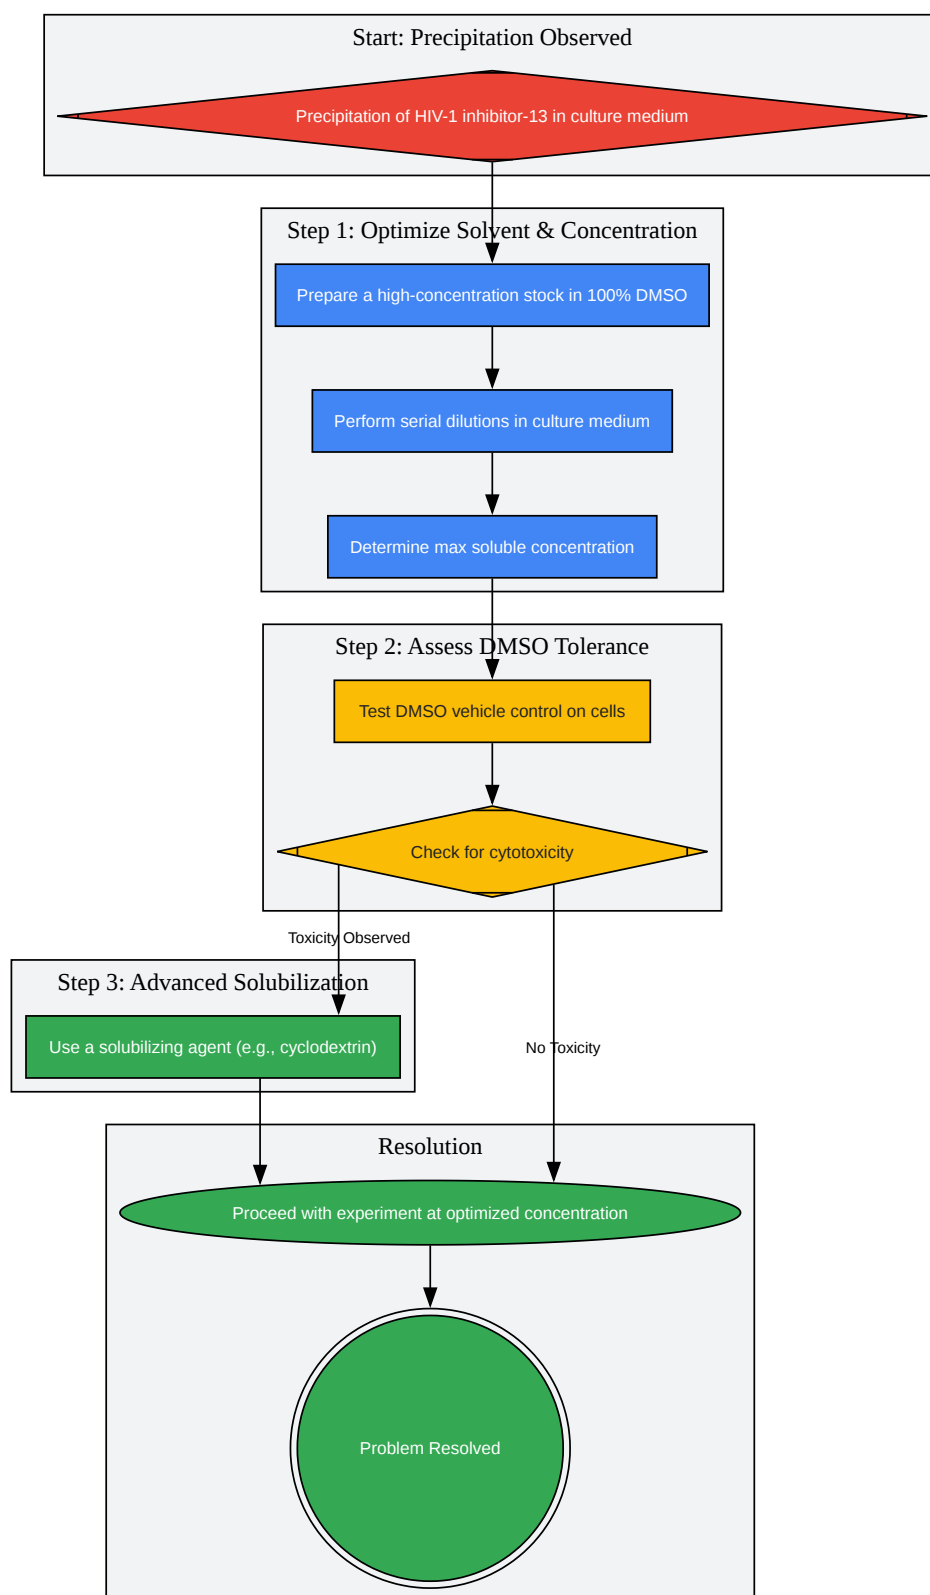 Start: Precipitation Observed
Precipitation of HIV-1 inhibitor-13 in culture medium
Step 1: Optimize Solvent & Concentration
Prepare a high-concentration stock in 100% DMSO
Perform serial dilutions in culture medium
Determine max soluble concentration
Step 2: Assess DMSO Tolerance
Test DMSO vehicle control on cells
Check for cytotoxicity
Toxicity Observed
Step 3: Advanced Solubilization
Use a solubilizing agent (e.g., cyclodextrin)
No Toxicity
Resolution
Proceed with experiment at optimized concentration
Problem Resolved